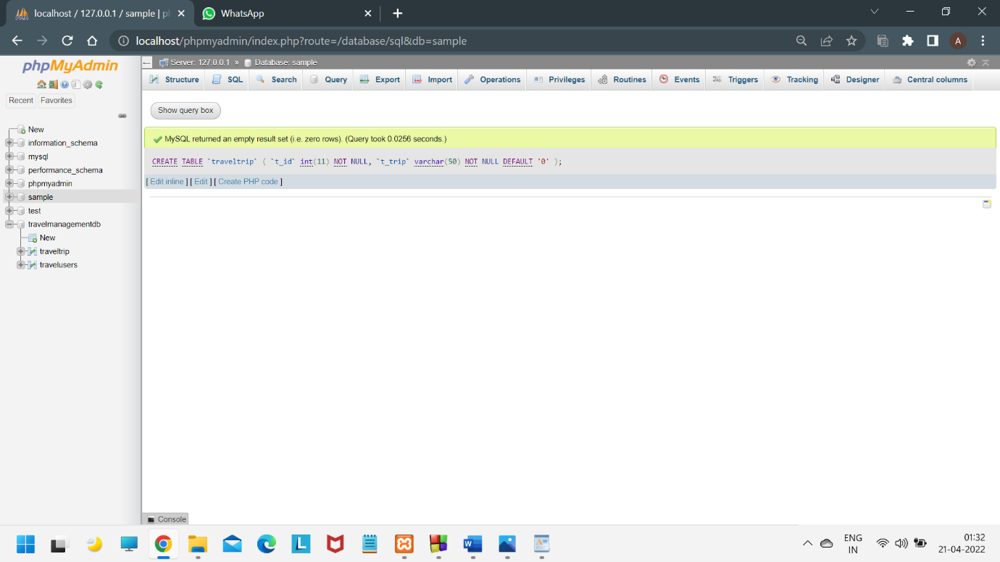 localhost / 127.0.0.1 / sample | p
WhatsApp
localhost/phpmyadmin/index.php?route=/database/sql&db=sample
A
phpMyAdmin
Recent Favorites
New
information_schema
mysql
performance_schema
phpmyadmin
sample
test
travelmanagementdb
New
traveltrip
travelusers
Server: 127.0.0.1 » Database: sample
Structure SQL Search Query Export Import Operations Privileges Routines Events Triggers Tracking Designer Central columns
Show query box
MySQL returned an empty result set (i.e. zero rows). (Query took 0.0256 seconds.)
CREATE TABLE `traveltrip` ( `t_id` int(11) NOT NULL, `t_trip` varchar(50) NOT NULL DEFAULT '0' );
[ Edit inline ] [ Edit ] [ Create PHP code ]
Console
L
W
ENG
IN
01:32
21-04-2022